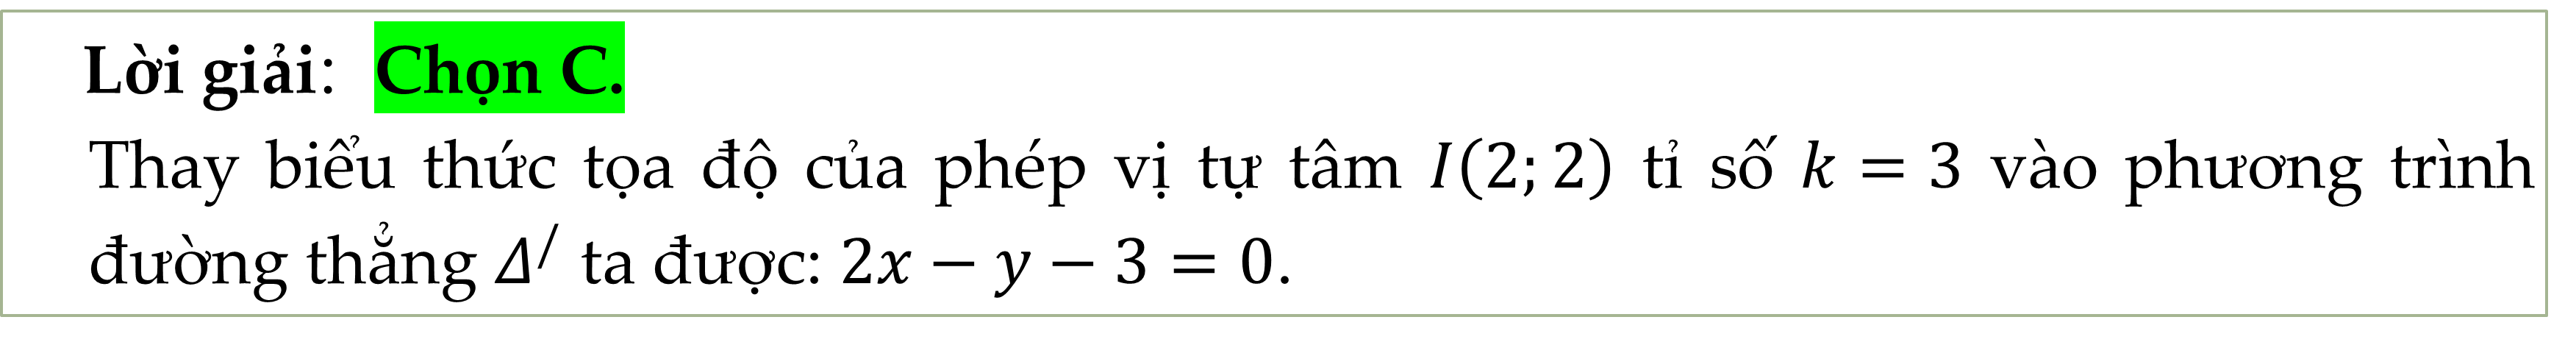 Lời giải: Chọn C.
Thay biểu thức tọa độ của phép vị tự tâm I(2; 2) tỉ số k = 3 vào phương trình
đường thẳng Δ/ ta được: 2x − y − 3 = 0.